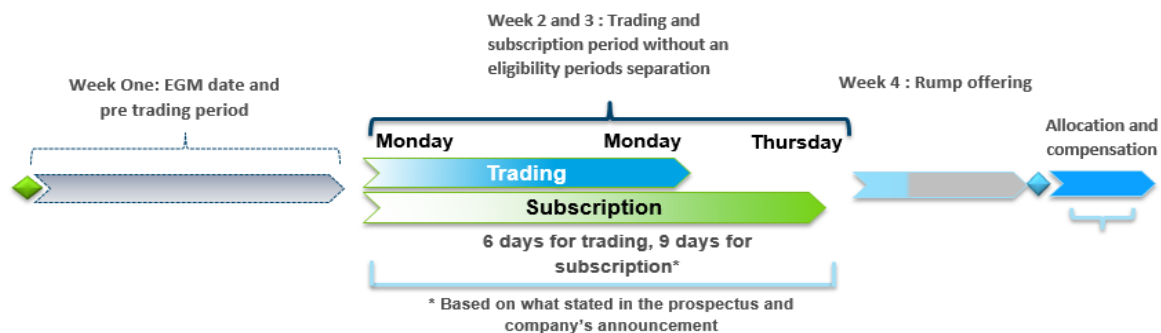 Week One: EGM date and
pre trading period
Week 2 and 3 : Trading and
subscription period without an
eligibility periods separation
Monday
Monday
Thursday
Trading
Subscription
6 days for trading, 9 days for
subscription*
* Based on what stated in the prospectus and
company's announcement
Week 4 : Rump offering
Allocation and
compensation